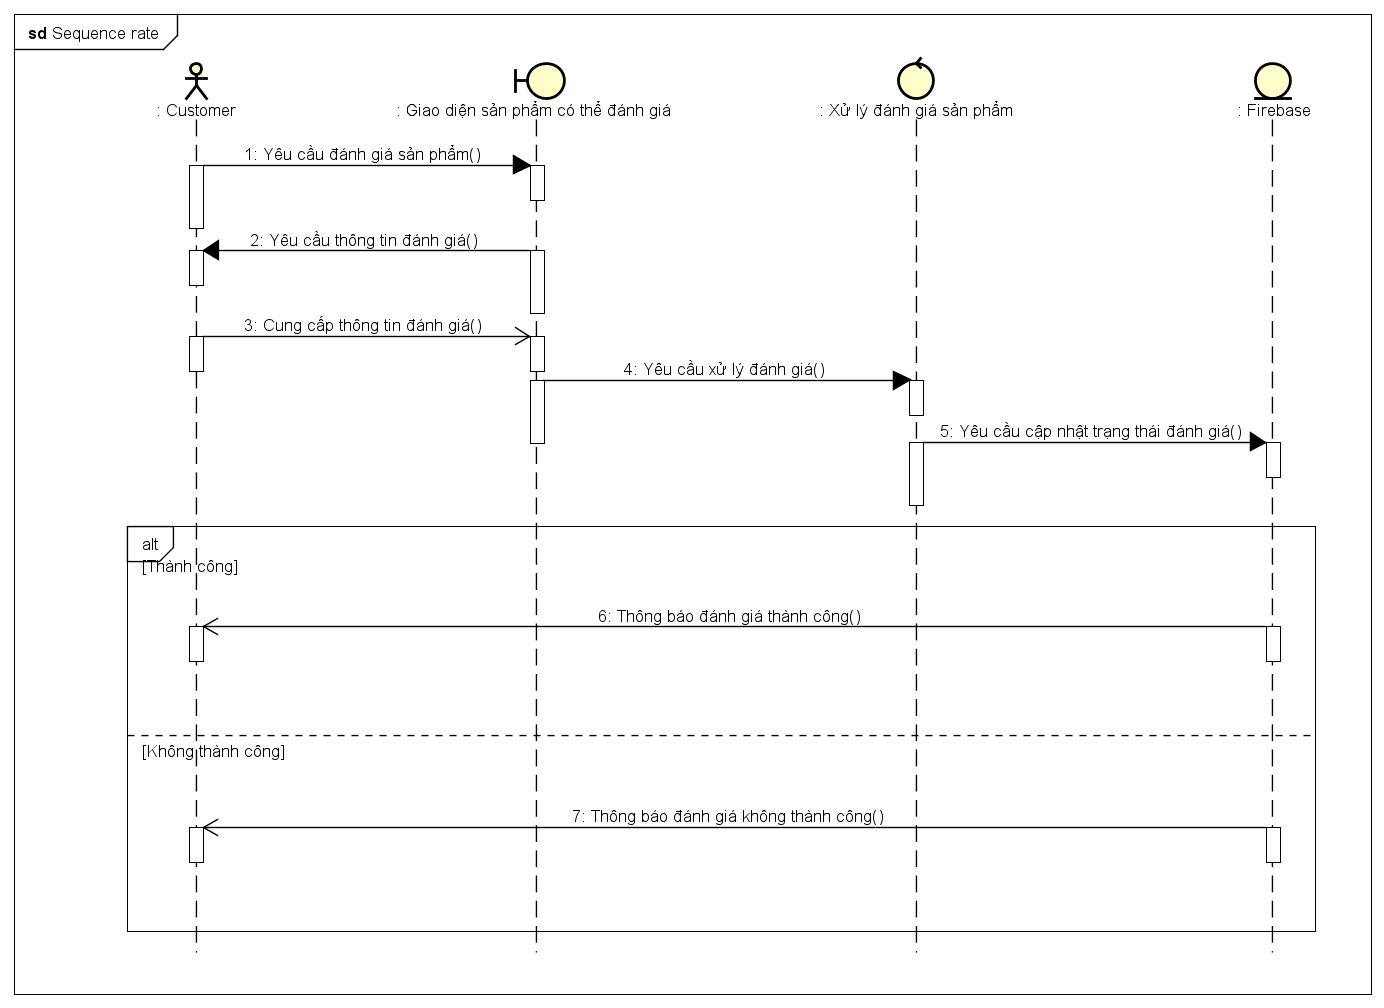 sd Sequence rate
: Customer
: Giao diện sản phẩm có thể đánh giá
: Xử lý đánh giá sản phẩm
: Firebase
1: Yêu cầu đánh giá sản phẩm()
2: Yêu cầu thông tin đánh giá()
3: Cung cấp thông tin đánh giá()
4: Yêu cầu xử lý đánh giá()
5: Yêu cầu cập nhật trạng thái đánh giá()
alt
[Thành công]
6: Thông báo đánh giá thành công()
[Không thành công]
7: Thông báo đánh giá không thành công()